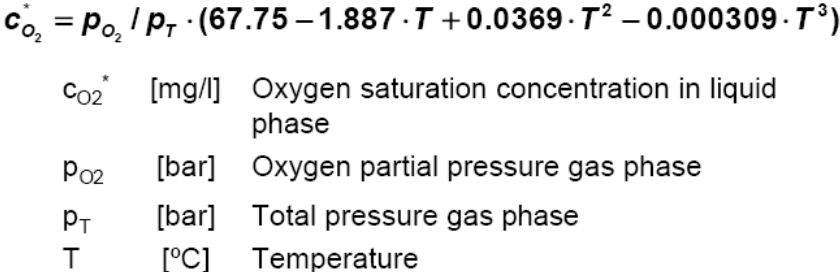 c*O₂ = pO₂ / pT · (67.75 – 1.887 · T + 0.0369 · T² – 0.000309 · T³)
cO2* [mg/l] Oxygen saturation concentration in liquid
phase
pO2 [bar] Oxygen partial pressure gas phase
pT [bar] Total pressure gas phase
T [ºC] Temperature